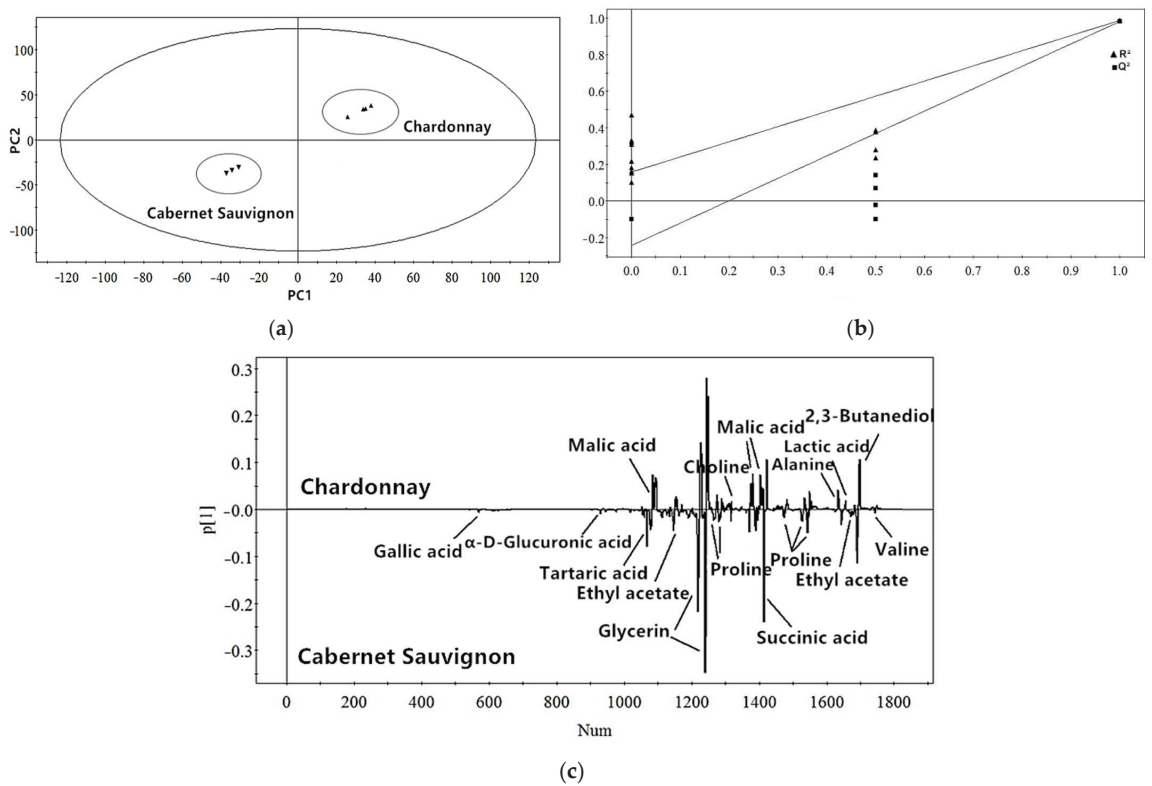 100
50
0
-50
-100
PC2
Chardonnay
Cabernet Sauvignon
-120 -100 -80 -60 -40 -20 0 20 40 60 80 100 120
PC1
(a)
1.0
0.8
0.6
0.4
0.2
0.0
-0.2
R²
Q²
0.0 0.1 0.2 0.3 0.4 0.5 0.6 0.7 0.8 0.9 1.0
(b)
0.3
0.2
0.1
-0.0
-0.1
-0.2
-0.3
p[1]
Chardonnay
Malic acid
Choline
Malic acid
2,3-Butanediol
Lactic acid
Alanine
Gallic acid
α-D-Glucuronic acid
Tartaric acid
Ethyl acetate
Glycerin
Proline
Proline
Ethyl acetate
Valine
Succinic acid
Cabernet Sauvignon
0 200 400 600 800 1000 1200 1400 1600 1800
Num
(c)